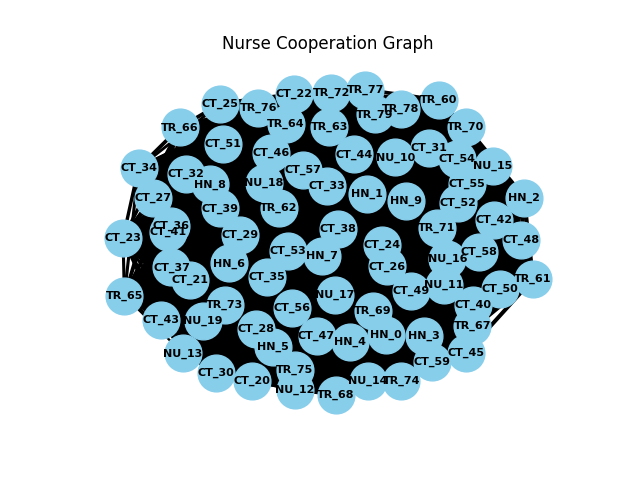 Nurse Cooperation Graph
TR_77
CT_22
TR_72
TR_60
CT_25
TR_76
TR_78
TR_79
TR_66
TR_64
TR_63
TR_70
CT_51
CT_31
CT_46
CT_44
NU_10
CT_54
NU_15
CT_34
CT_57
CT_32
HN_8
NU_18
CT_33
CT_55
CT_27
HN_1
HN_9
CT_52
HN_2
CT_39
TR_62
CT_36
CT_41
CT_42
CT_23
CT_29
CT_38
TR_71
CT_48
CT_53
HN_7
CT_24
CT_58
HN_6
CT_37
CT_26
NU_16
CT_21
CT_35
TR_61
TR_65
NU_17
CT_49
NU_11
CT_50
TR_73
CT_56
TR_69
CT_40
CT_43
NU_19
CT_28
CT_47
HN_4
HN_0
HN_3
TR_67
NU_13
HN_5
CT_59
CT_45
CT_30
CT_20
TR_75
NU_12
TR_68
NU_14
TR_74